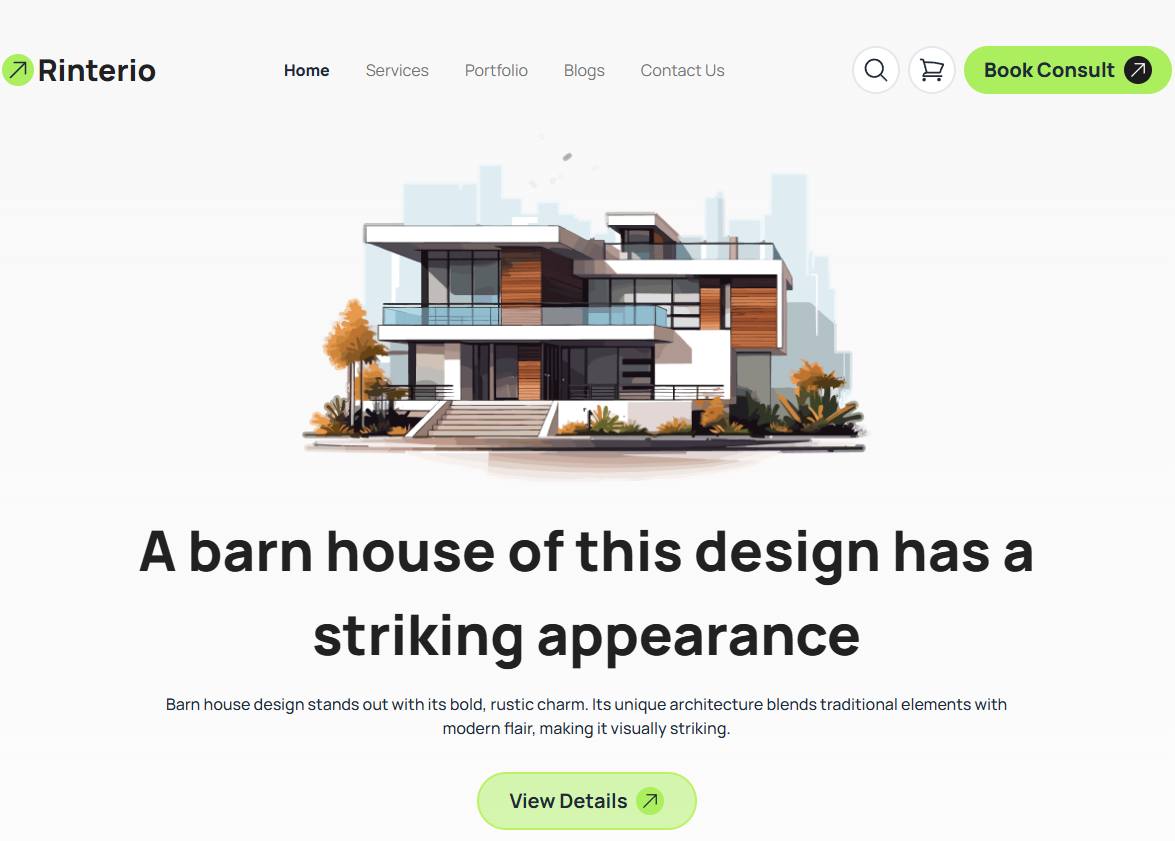 Rinterio
Home Services Portfolio Blogs Contact Us
Book Consult
A barn house of this design has a
striking appearance
Barn house design stands out with its bold, rustic charm. Its unique architecture blends traditional elements with
modern flair, making it visually striking.
View Details